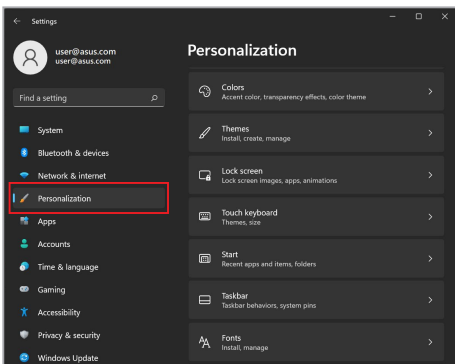 Settings
user@asus.com
user@asus.com
Find a setting
System
Bluetooth & devices
Network & internet
Personalization
Apps
Accounts
Time & language
Gaming
Accessibility
Privacy & security
Windows Update
Personalization
Colors
Accent color, transparency effects, color theme
Themes
Install, create, manage
Lock screen
Lock screen images, apps, animations
Touch keyboard
Themes, size
Start
Recent apps and items, folders
Taskbar
Taskbar behaviors, system pins
Fonts
Install, manage